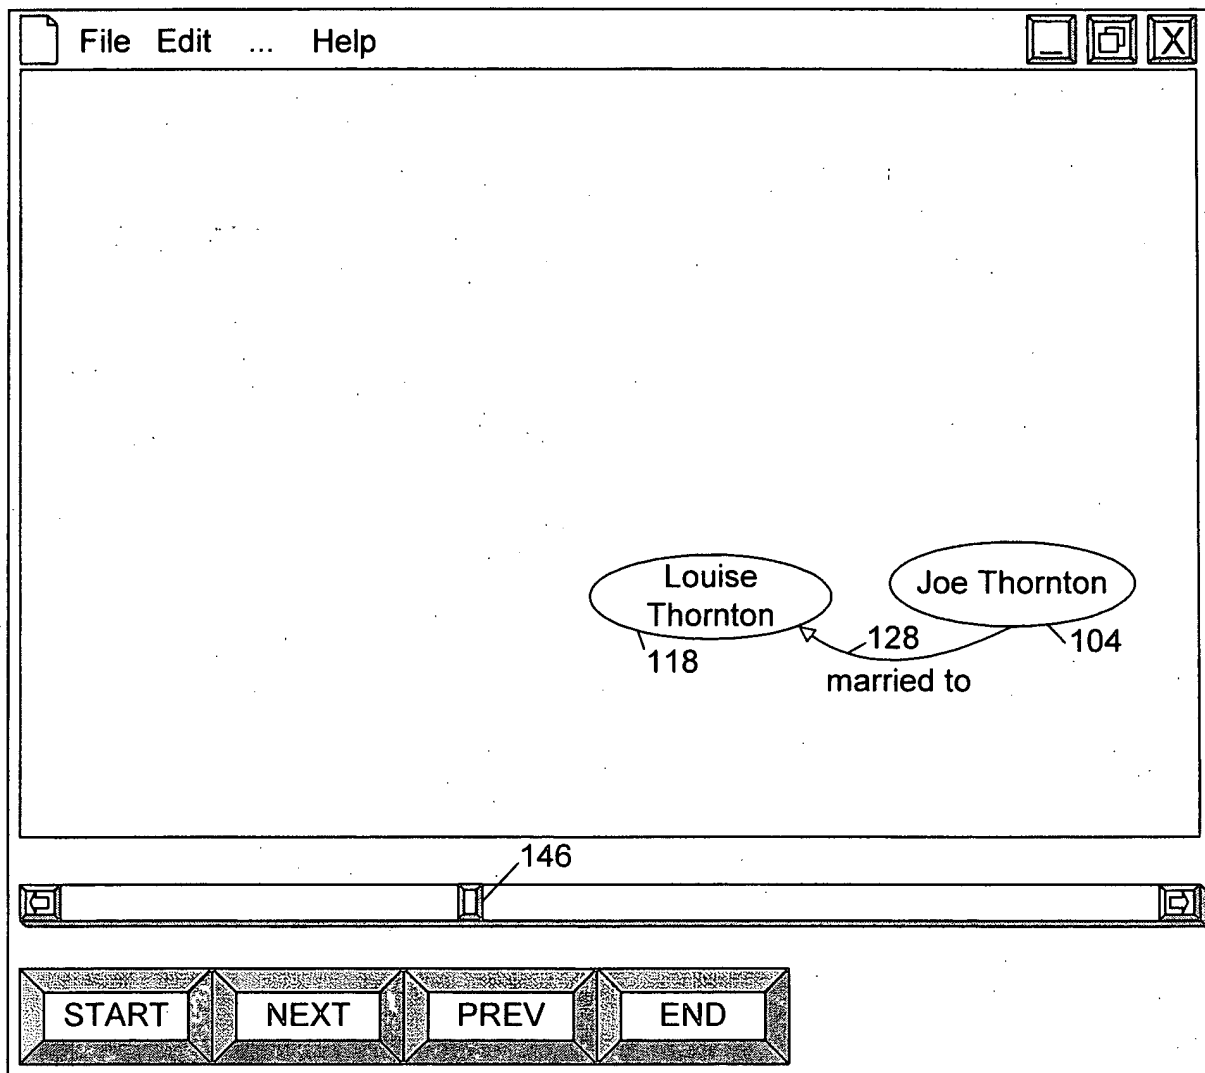 File Edit ... Help
X
Louise
Thornton
Joe Thornton
118
128
104
married to
146
START NEXT PREV END